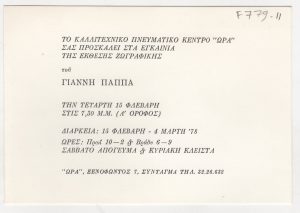 F779-11
ΤΟ ΚΑΛΛΙΤΕΧΝΙΚΟ ΠΝΕΥΜΑΤΙΚΟ ΚΕΝΤΡΟ "ΩΡΑ"
ΣΑΣ ΠΡΟΣΚΑΛΕΙ ΣΤΑ ΕΓΚΑΙΝΙΑ
ΤΗΣ ΕΚΘΕΣΗΣ ΖΩΓΡΑΦΙΚΗΣ
τοῦ
ΓΙΑΝΝΗ ΠΑΠΠΑ
ΤΗΝ ΤΕΤΑΡΤΗ 15 ΦΛΕΒΑΡΗ
ΣΤΙΣ 7,30 Μ.Μ. (Α' ΟΡΟΦΟΣ)
ΔΙΑΡΚΕΙΑ: 15 ΦΛΕΒΑΡΗ - 4 ΜΑΡΤΗ '78
ΩΡΕΣ: Πρωΐ 10-2 & Βράδυ 6-9
ΣΑΒΒΑΤΟ ΑΠΟΓΕΥΜΑ & ΚΥΡΙΑΚΗ ΚΛΕΙΣΤΑ
"ΩΡΑ", ΞΕΝΟΦΩΝΤΟΣ 7, ΣΥΝΤΑΓΜΑ ΤΗΛ. 32.26.632